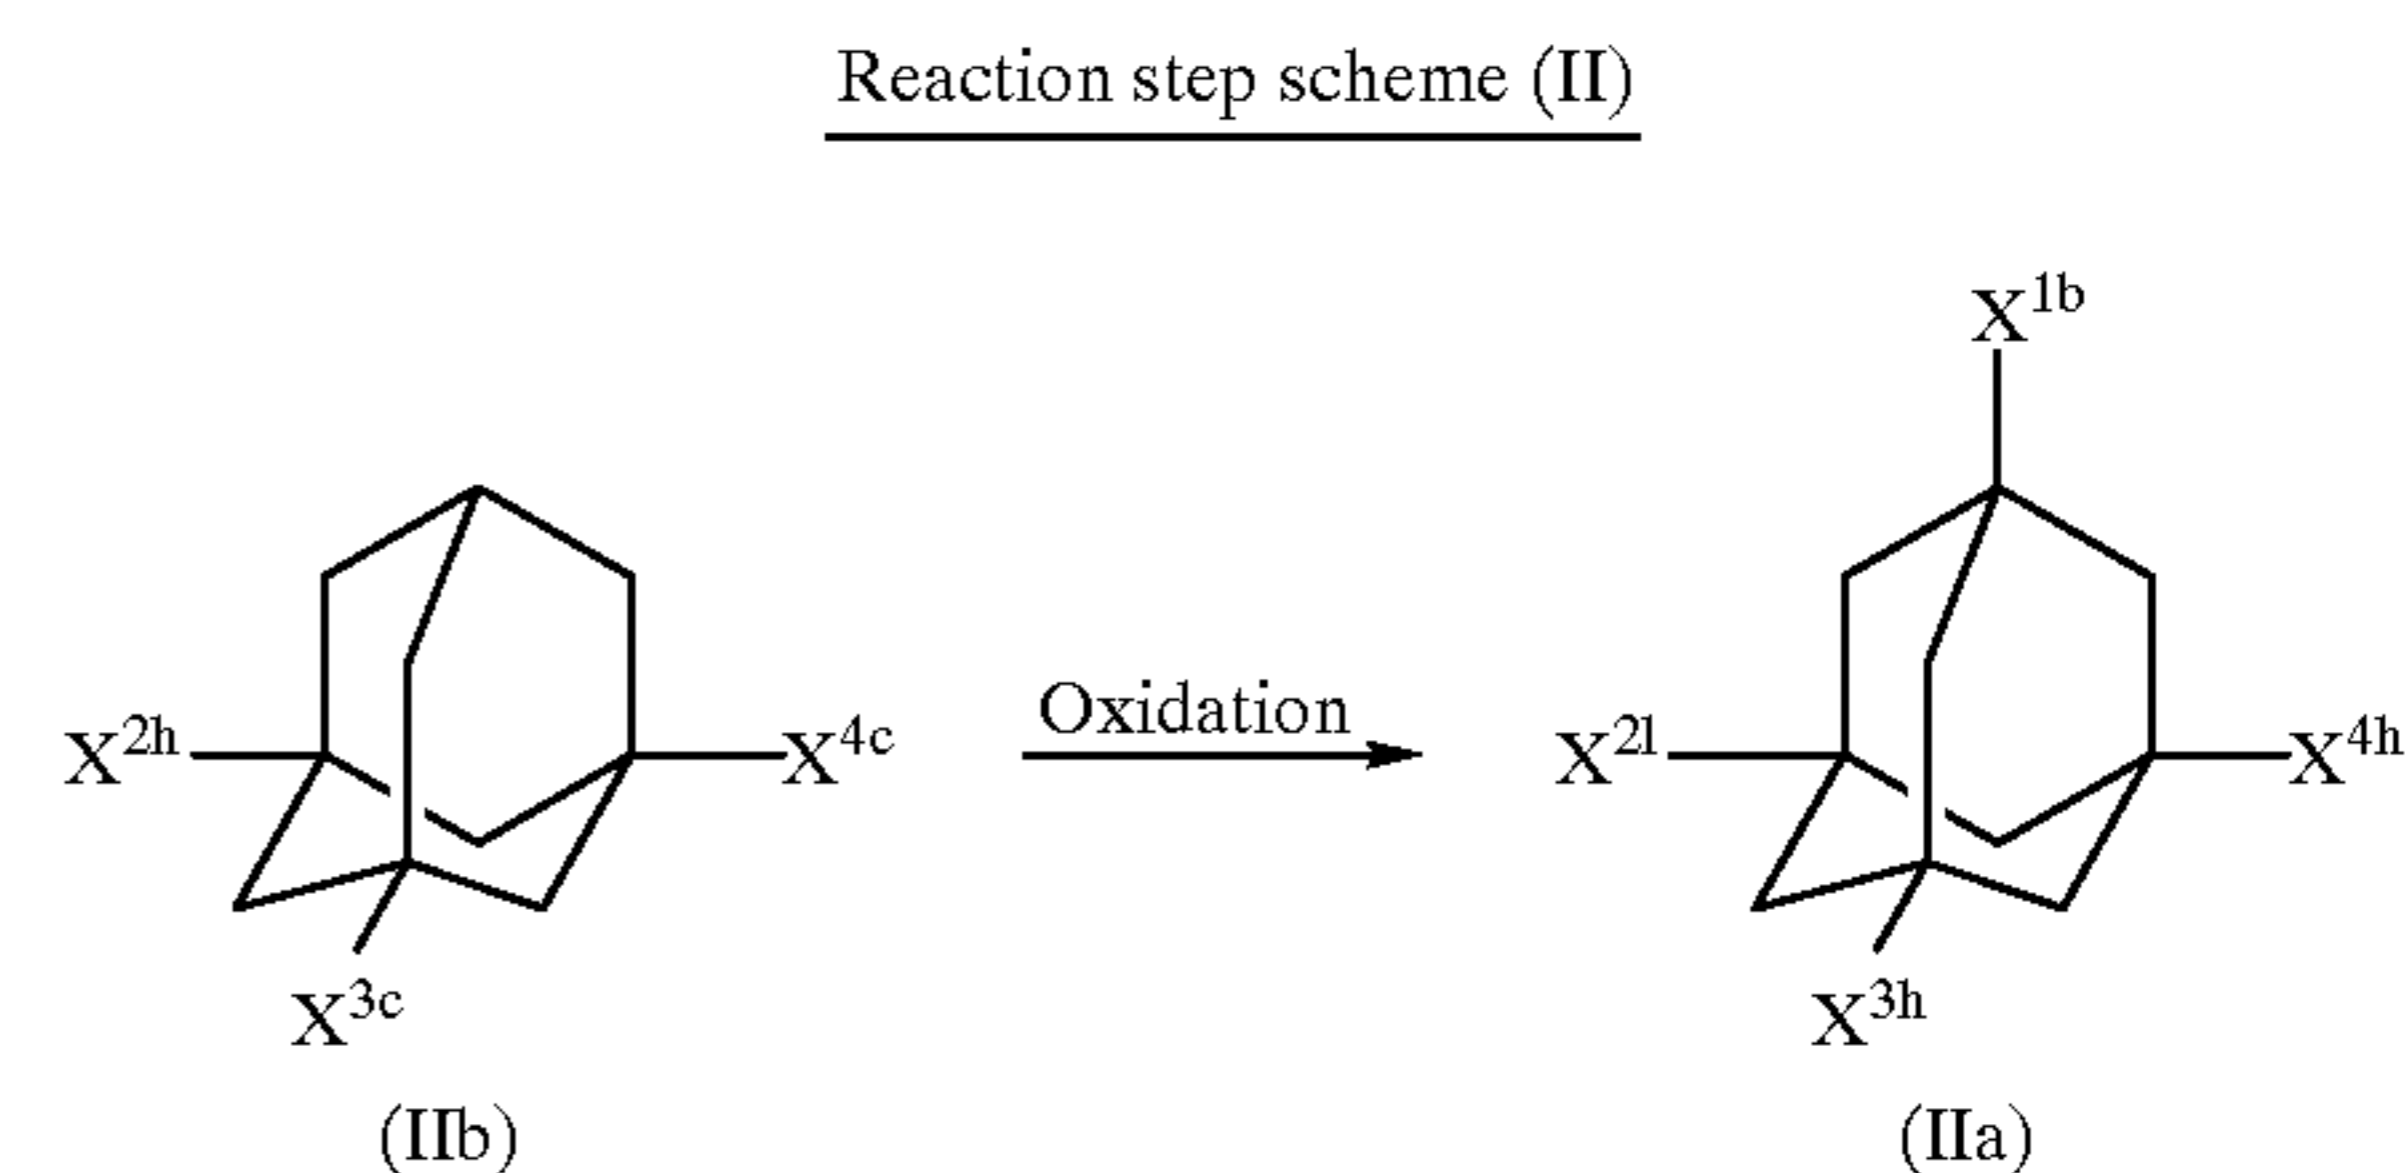 Reaction step scheme (II)
X1b
X2h
X4c
Oxidation
X2l
X4h
X3c
X3h
(IIb)
(IIa)